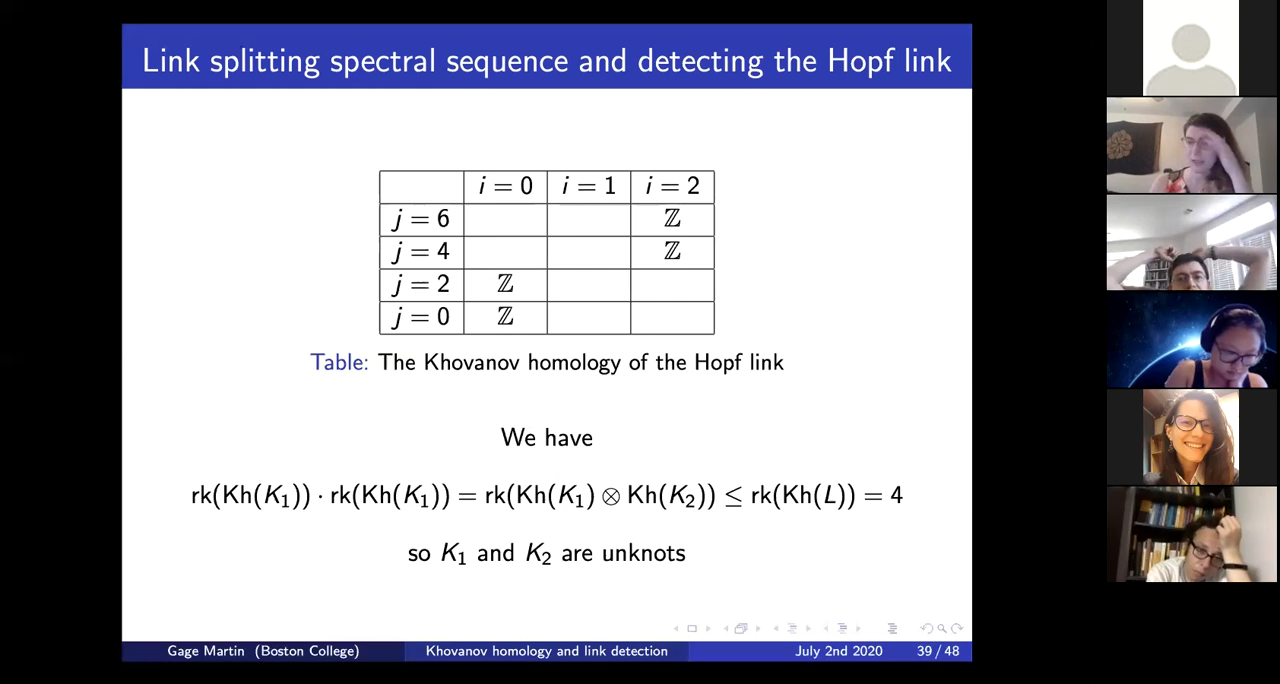 Link splitting spectral sequence and detecting the Hopf link
i = 0 i = 1 i = 2
j = 6 ℤ
j = 4 ℤ
j = 2 ℤ
j = 0 ℤ
Table: The Khovanov homology of the Hopf link
We have
rk(Kh(K₁)) · rk(Kh(K₁)) = rk(Kh(K₁) ⊗ Kh(K₂)) ≤ rk(Kh(L)) = 4
so K₁ and K₂ are unknots
Gage Martin (Boston College) Khovanov homology and link detection July 2nd 2020 39 / 48